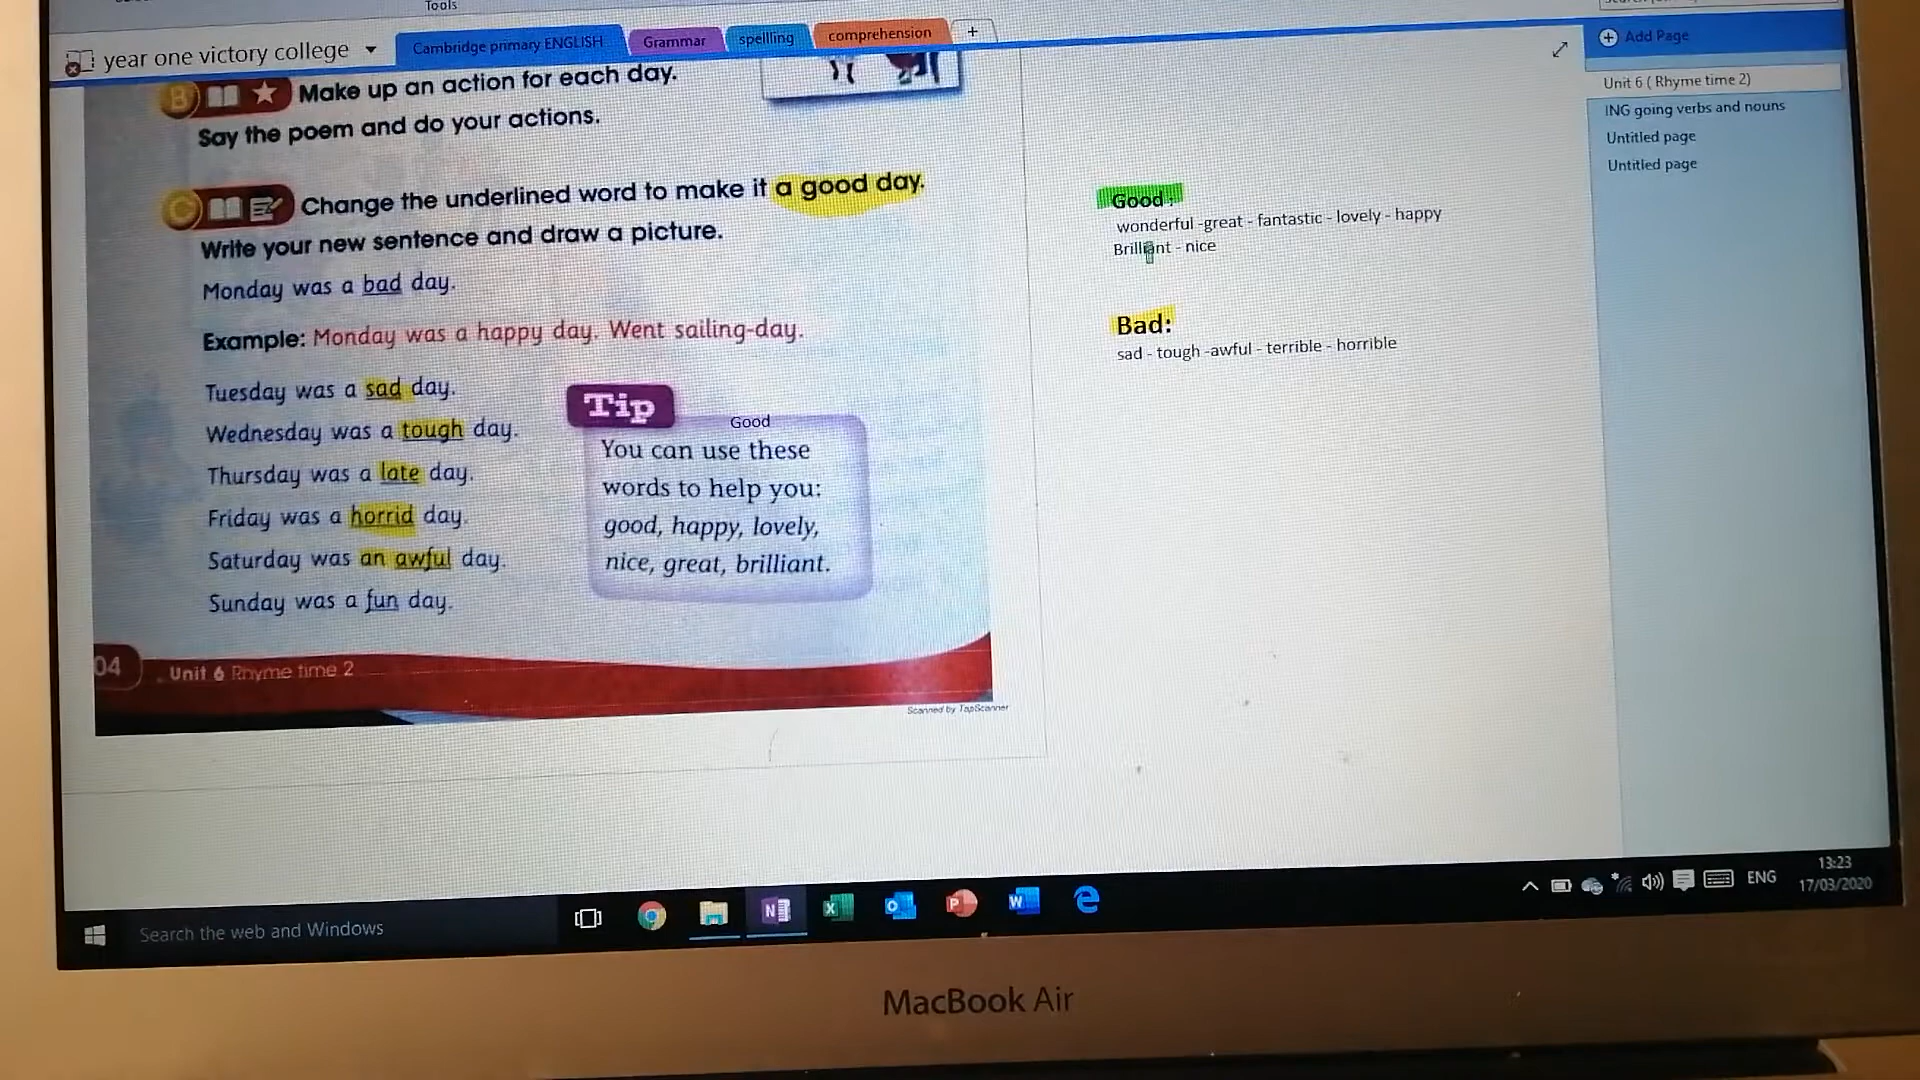 Tools
year one victory college
Cambridge primary ENGLISH
Grammar
spellling
comprehension
+
Add Page
Unit 6 ( Rhyme time 2)
ING going verbs and nouns
Untitled page
Untitled page
B Make up an action for each day.
Say the poem and do your actions.
C Change the underlined word to make it a good day.
Write your new sentence and draw a picture.
Monday was a bad day.
Example: Monday was a happy day. Went sailing-day.
Tuesday was a sad day.
Wednesday was a tough day.
Thursday was a late day.
Friday was a horrid day.
Saturday was an awful day.
Sunday was a fun day.
Tip
Good
You can use these
words to help you:
good, happy, lovely,
nice, great, brilliant.
04 Unit 6 Rhyme time 2
Scanned by TapScanner
Good :
wonderful -great - fantastic - lovely - happy
Brilliant - nice
Bad:
sad - tough -awful - terrible - horrible
Search the web and Windows
ENG
13:23
17/03/2020
MacBook Air